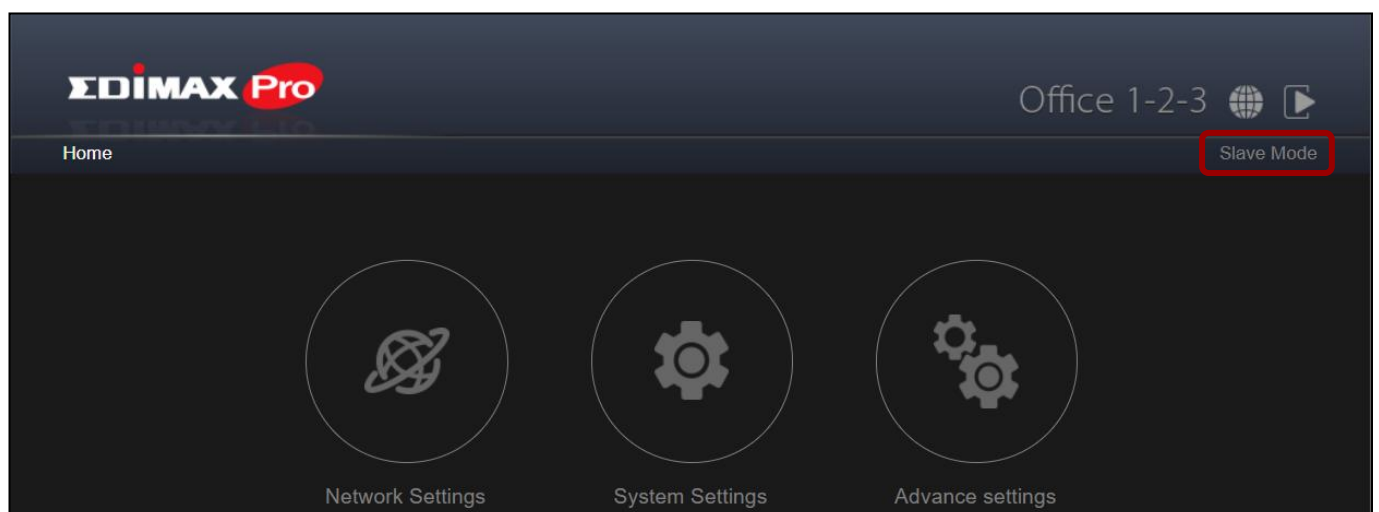 EDIMAX Pro
Office 1-2-3
Home
Slave Mode
Network Settings
System Settings
Advance settings